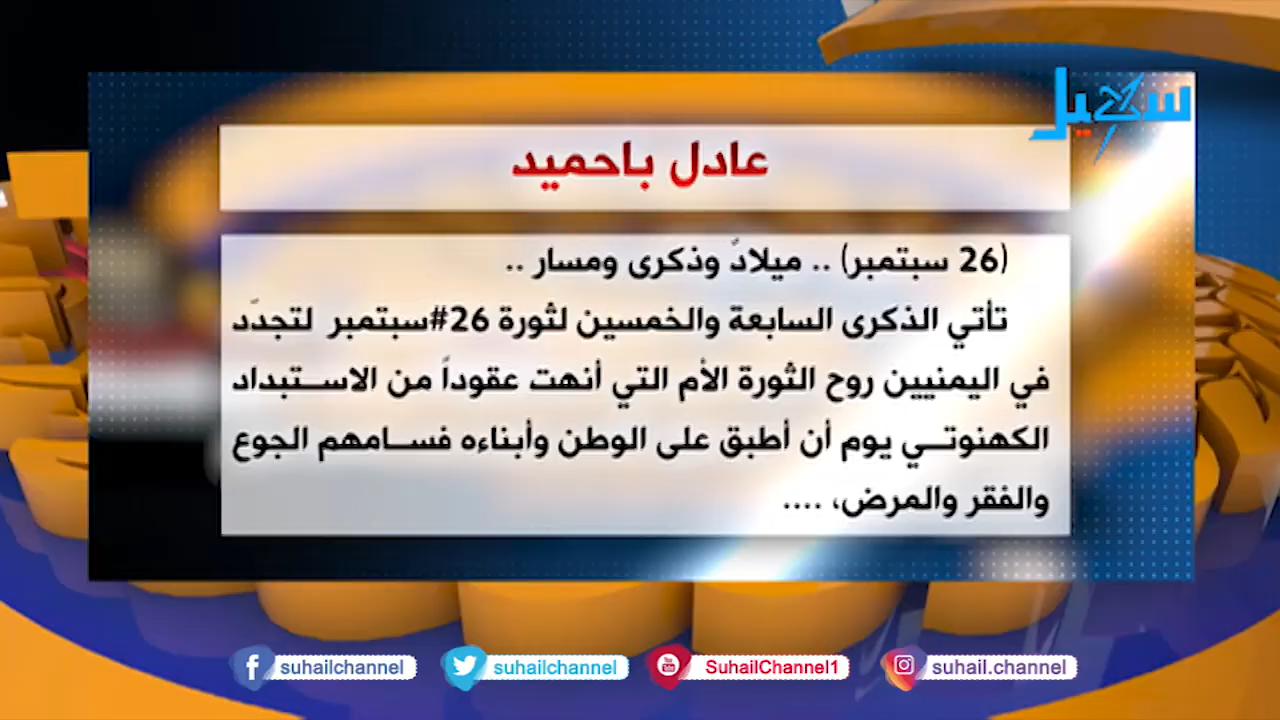 سهيل
عادل باحميد
(26 سبتمبر) .. ميلادٌ وذكرى ومسار ..
تأتي الذكرى السابعة والخمسين لثورة 26#سبتمبر لتجدّد
في اليمنيين روح الثورة الأم التي أنهت عقوداً من الاستبداد
الكهنوتي يوم أن أطبق على الوطن وأبناءه فسامهم الجوع
والفقر والمرض، ....
suhailchannel
suhailchannel
SuhailChannel1
suhail.channel